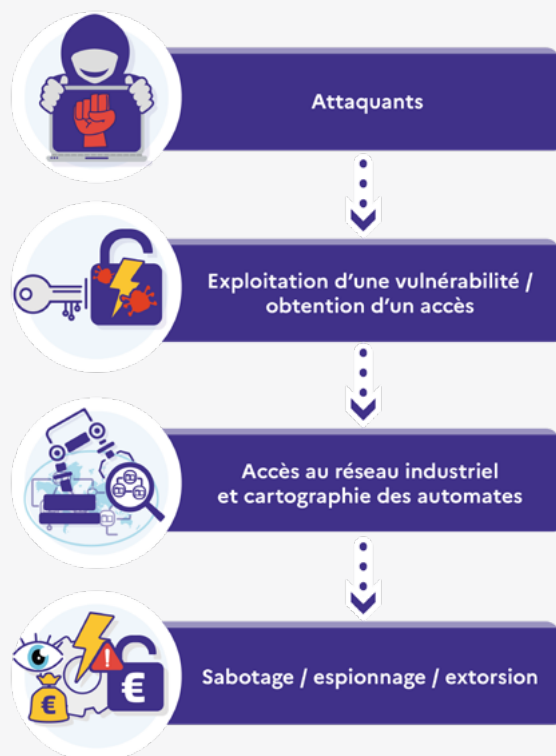 Attaquants
Exploitation d'une vulnérabilité /
obtention d'un accès
Accès au réseau industriel
et cartographie des automates
Sabotage / espionnage / extorsion
€
€